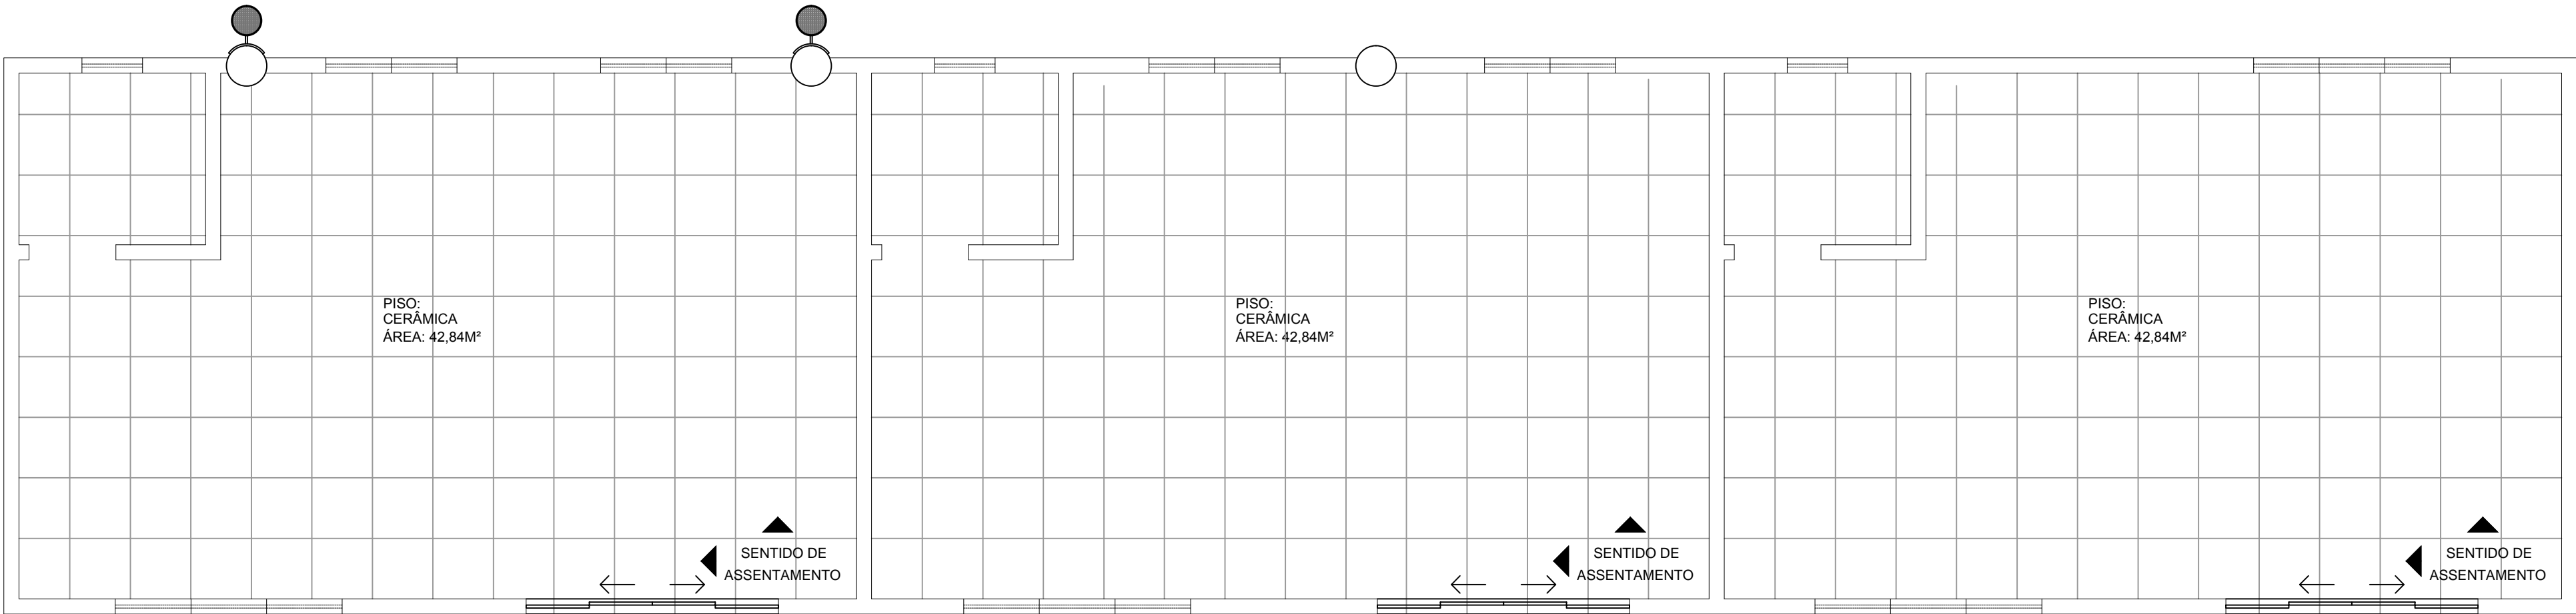 PISO:
CERÂMICA
ÁREA: 42,84M²
PISO:
CERÂMICA
ÁREA: 42,84M²
PISO:
CERÂMICA
ÁREA: 42,84M²
SENTIDO DE
ASSENTAMENTO
SENTIDO DE
ASSENTAMENTO
SENTIDO DE
ASSENTAMENTO